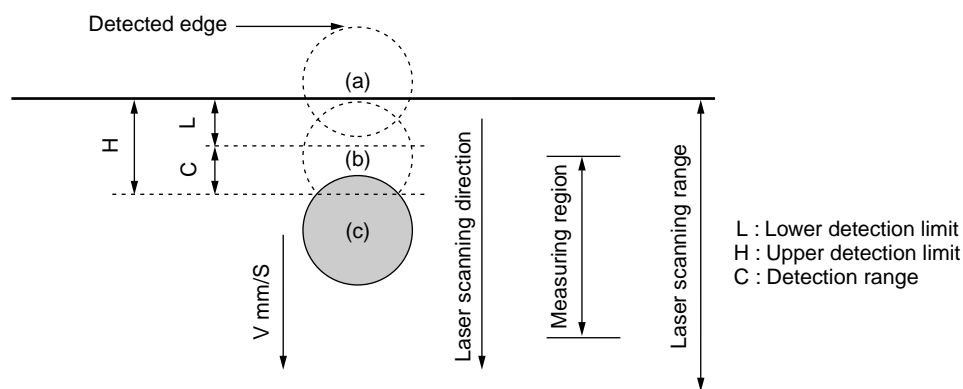 Detected edge
(a)
L
H
C
(b)
(c)
V mm/S
Laser scanning direction
Measuring region
Laser scanning range
L : Lower detection limit
H : Upper detection limit
C : Detection range